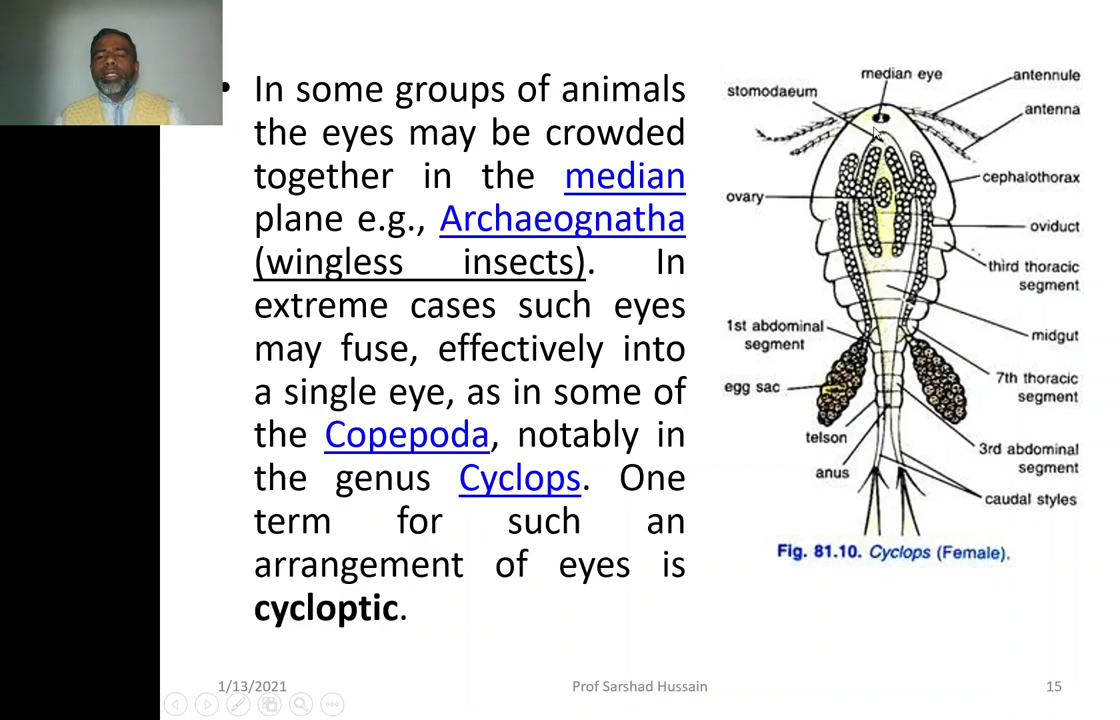 • In some groups of animals
the eyes may be crowded
together in the median
plane e.g., Archaeognatha
(wingless insects). In
extreme cases such eyes
may fuse, effectively into
a single eye, as in some of
the Copepoda, notably in
the genus Cyclops. One
term for such an
arrangement of eyes is
cycloptic.
median eye
stomodaeum
antennule
antenna
cephalothorax
ovary
oviduct
third thoracic
segment
midgut
1st abdominal
segment
7th thoracic
segment
egg sac
telson
3rd abdominal
segment
anus
caudal styles
Fig. 81.10. Cyclops (Female).
1/13/2021
Prof Sarshad Hussain
15